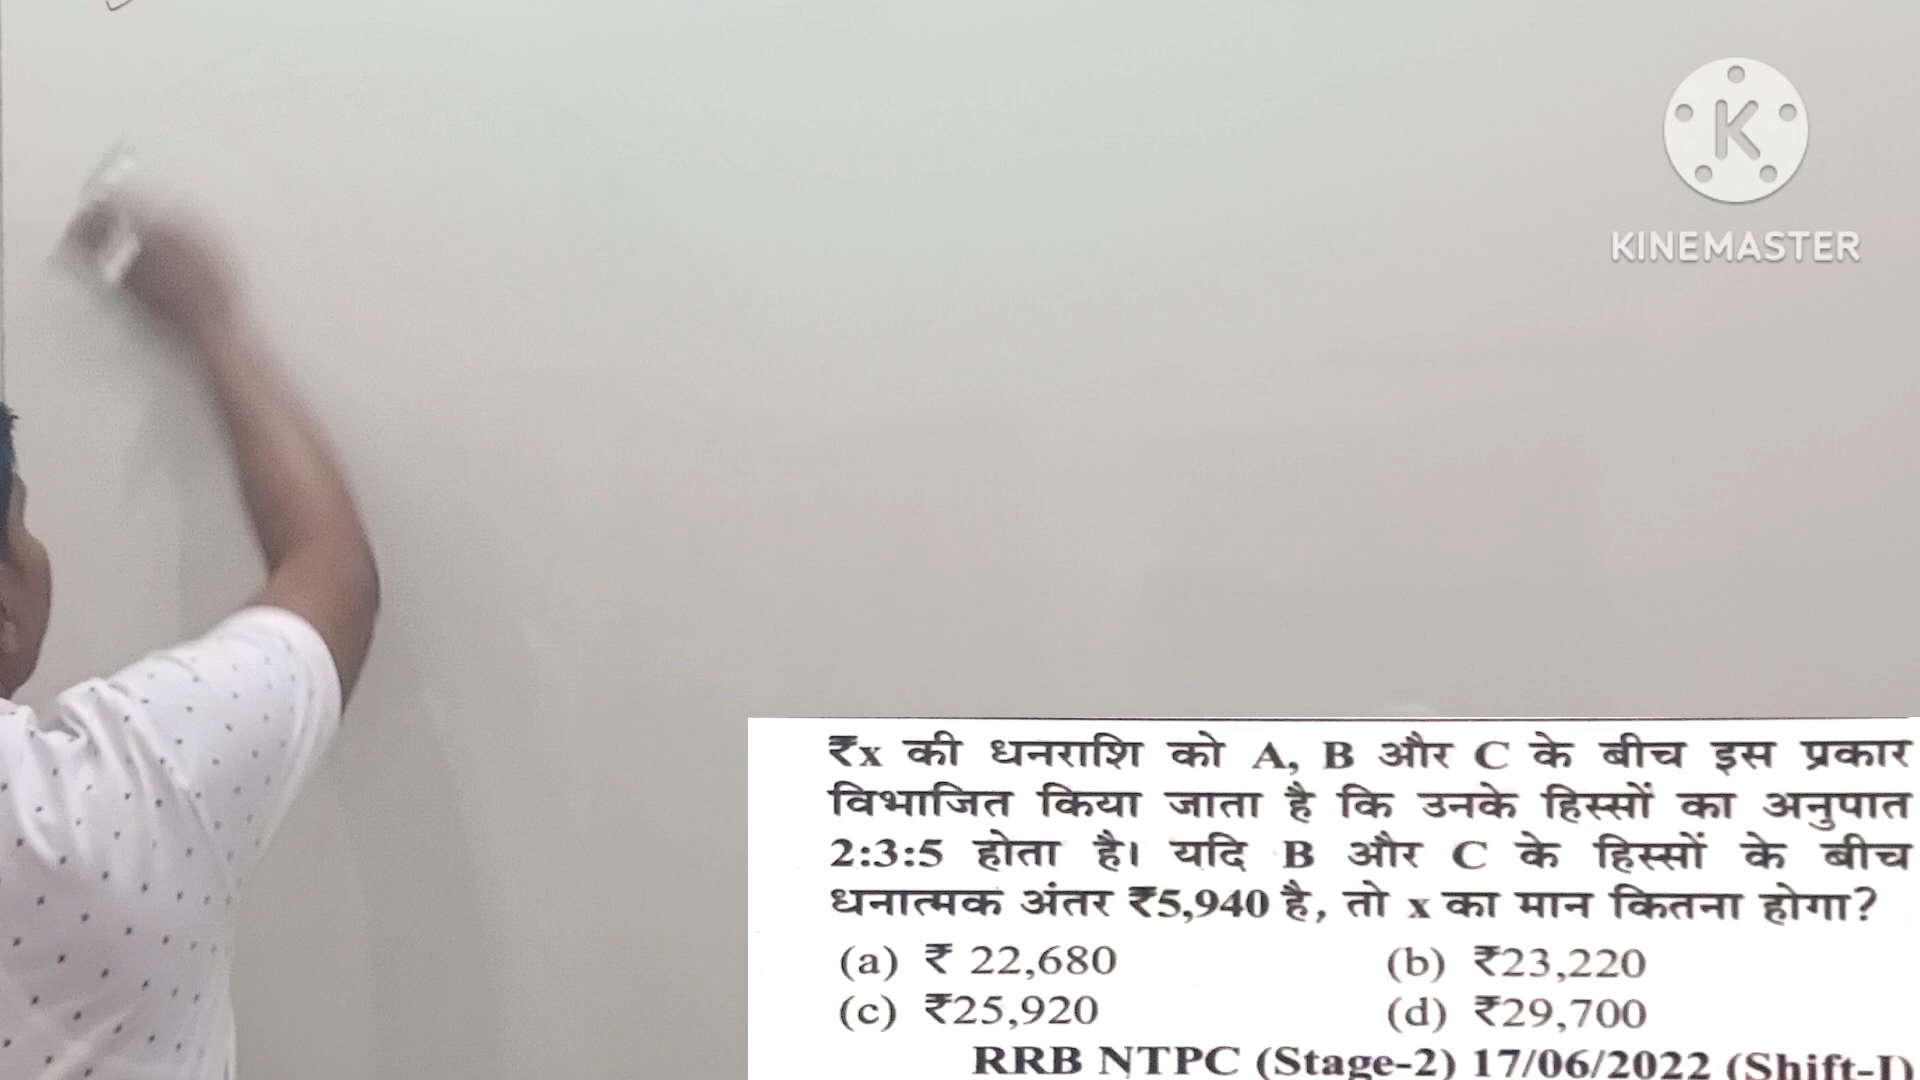 K
KINEMASTER
₹x की धनराशि को A, B और C के बीच इस प्रकार
विभाजित किया जाता है कि उनके हिस्सों का अनुपात
2:3:5 होता है। यदि B और C के हिस्सों के बीच
धनात्मक अंतर ₹5,940 है, तो x का मान कितना होगा?
(a) ₹ 22,680 (b) ₹23,220
(c) ₹25,920 (d) ₹29,700
RRB NTPC (Stage-2) 17/06/2022 (Shift-I)